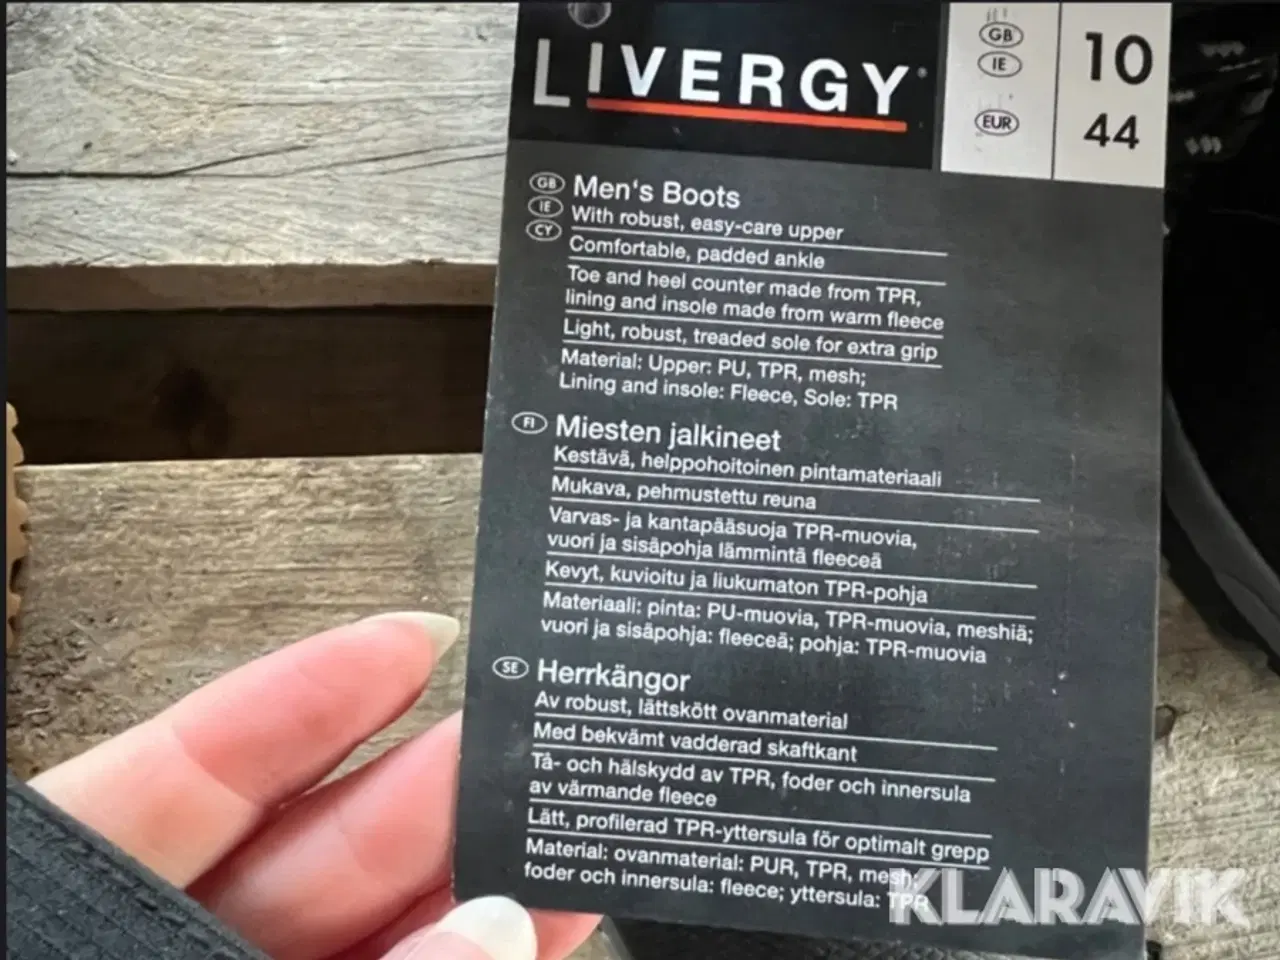 LIVERGY
GB
IE
10
EUR
44
GB Men's Boots
IE With robust, easy-care upper
CY Comfortable, padded ankle
Toe and heel counter made from TPR,
lining and insole made from warm fleece
Light, robust, treaded sole for extra grip
Material: Upper: PU, TPR, mesh;
Lining and insole: Fleece, Sole: TPR
FI Miesten jalkineet
Kestävä, helppohoitoinen pintamateriaali
Mukava, pehmustettu reuna
Varvas- ja kantapääsuoja TPR-muovia,
vuori ja sisäpohja lämmintä fleeceä
Kevyt, kuvioitu ja liukumaton TPR-pohja
Materiaali: pinta: PU-muovia, TPR-muovia, meshiä;
vuori ja sisäpohja: fleeceä; pohja: TPR-muovia
SE Herrkängor
Av robust, lättskött ovanmaterial
Med bekvämt vadderad skaftkant
Tå- och hälskydd av TPR, foder och innersula
av värmande fleece
Lätt, profilerad TPR-yttersula för optimalt grepp
Material: ovanmaterial: PUR, TPR, mesh;
foder och innersula: fleece; yttersula: TPR
KLARAVIK